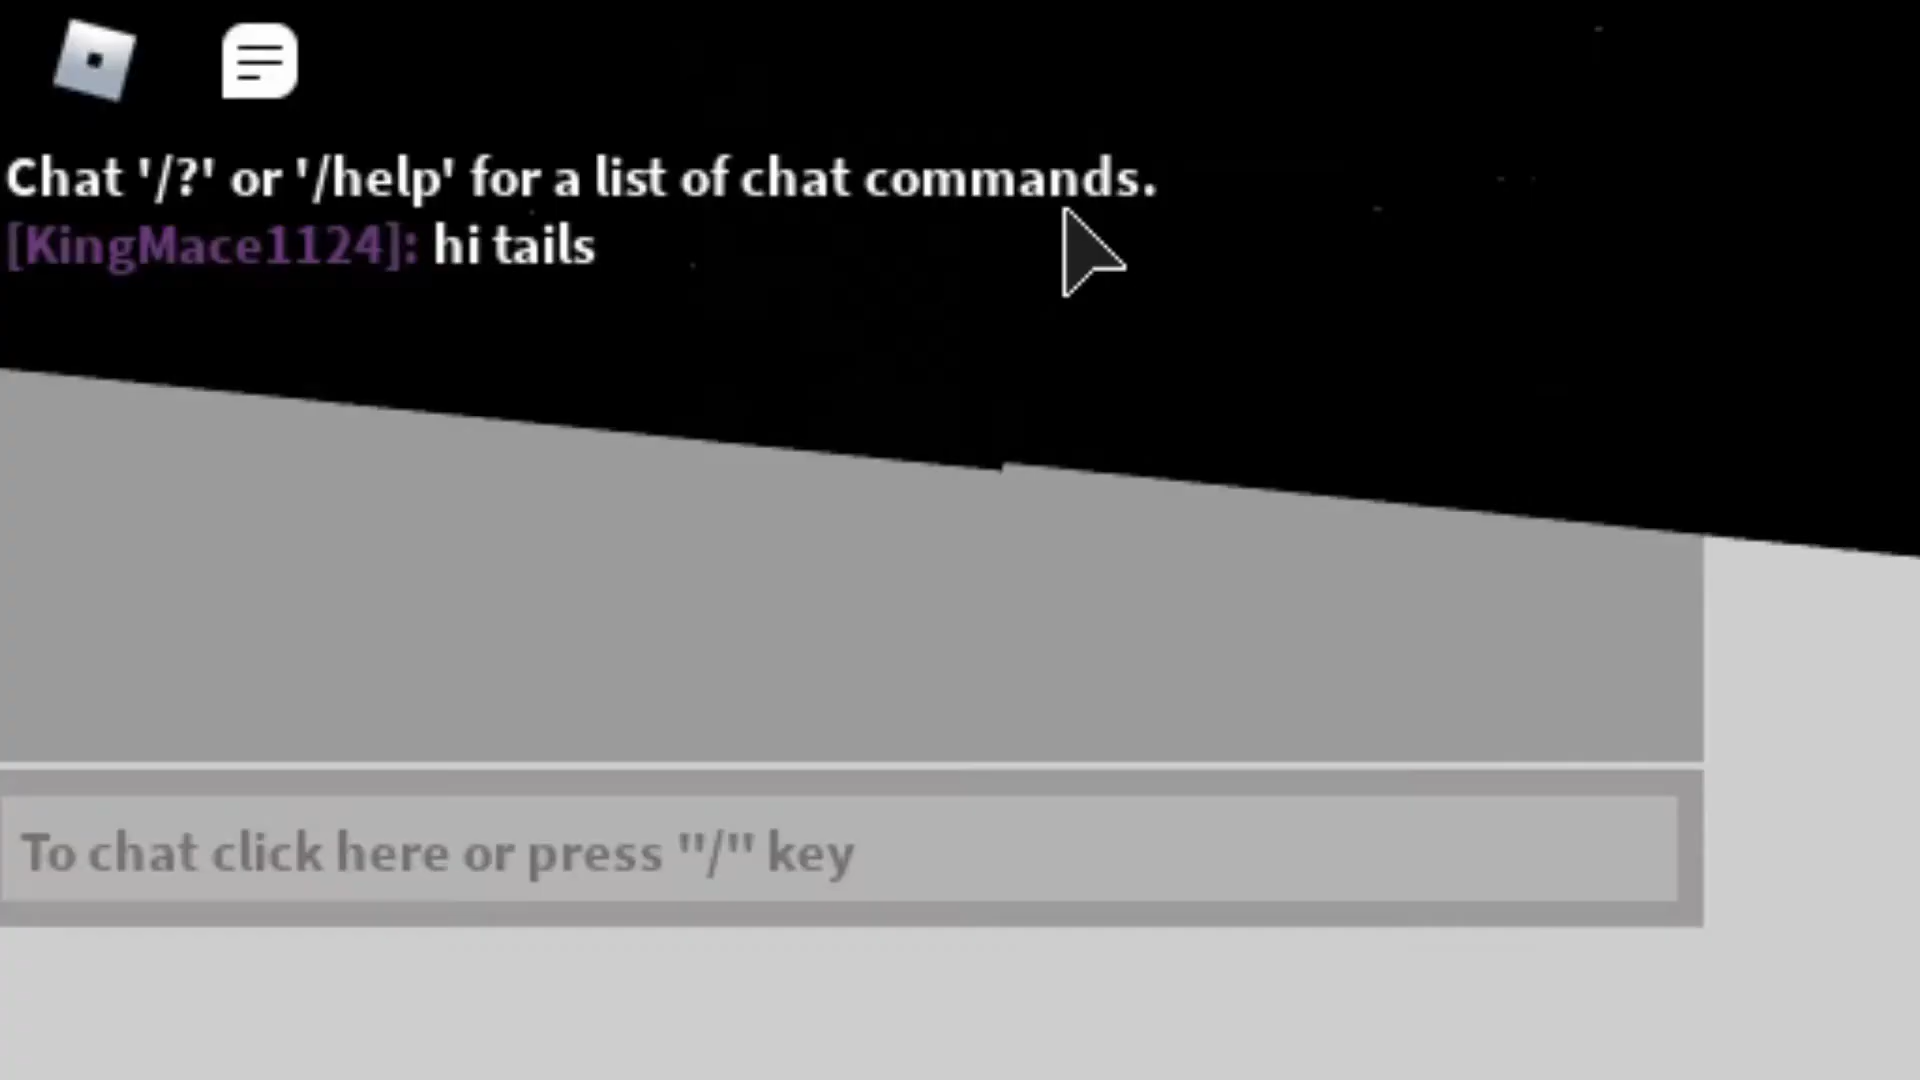 Chat '/?' or '/help' for a list of chat commands.
[KingMace1124]: hi tails
To chat click here or press "/" key